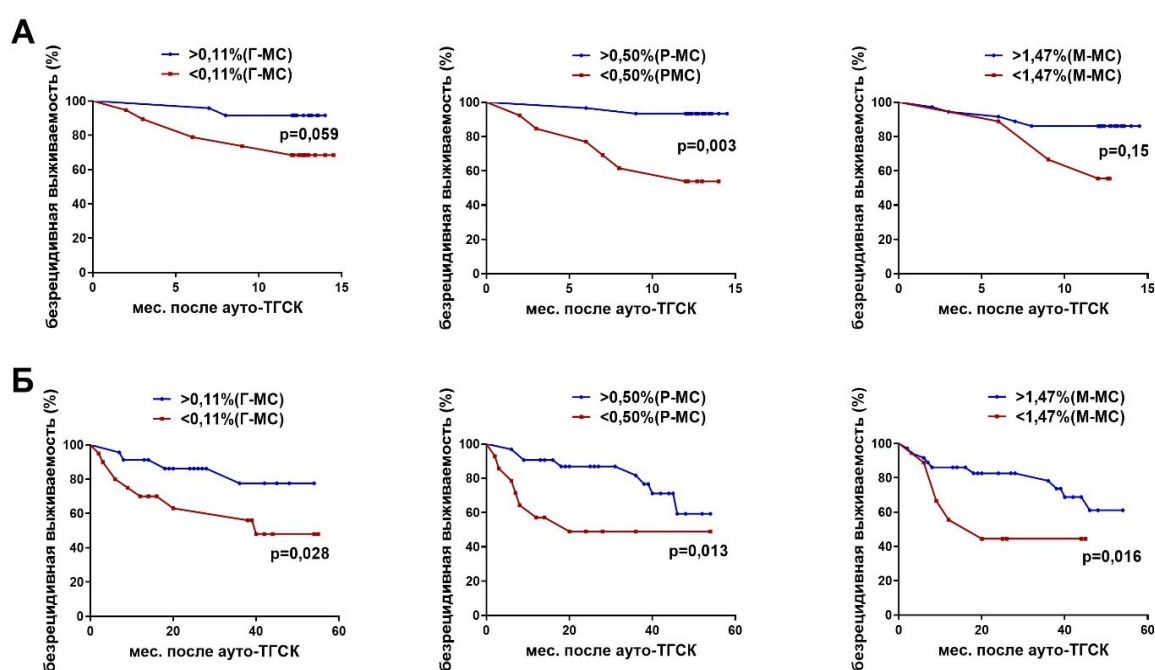 А
>0,11%(Г-МС)
<0,11%(Г-МС)
безрецидивная выживаемость (%)
100
80
60
40
20
0
p=0,059
0 5 10 15
мес. после ауто-ТГСК
>0,50%(Р-МС)
<0,50%(РМС)
безрецидивная выживаемость (%)
100
80
60
40
20
0
p=0,003
0 5 10 15
мес. после ауто-ТГСК
>1,47%(М-МС)
<1,47%(М-МС)
безрецидивная выживаемость (%)
100
80
60
40
20
0
p=0,15
0 5 10 15
мес. после ауто-ТГСК
Б
>0,11%(Г-МС)
<0,11%(Г-МС)
безрецидивная выживаемость (%)
100
80
60
40
20
0
p=0,028
0 20 40 60
мес. после ауто-ТГСК
>0,50%(Р-МС)
<0,50%(Р-МС)
безрецидивная выживаемость (%)
100
80
60
40
20
0
p=0,013
0 20 40 60
мес. после ауто-ТГСК
>1,47%(М-МС)
<1,47%(М-МС)
безрецидивная выживаемость (%)
100
80
60
40
20
0
p=0,016
0 20 40 60
мес. после ауто-ТГСК